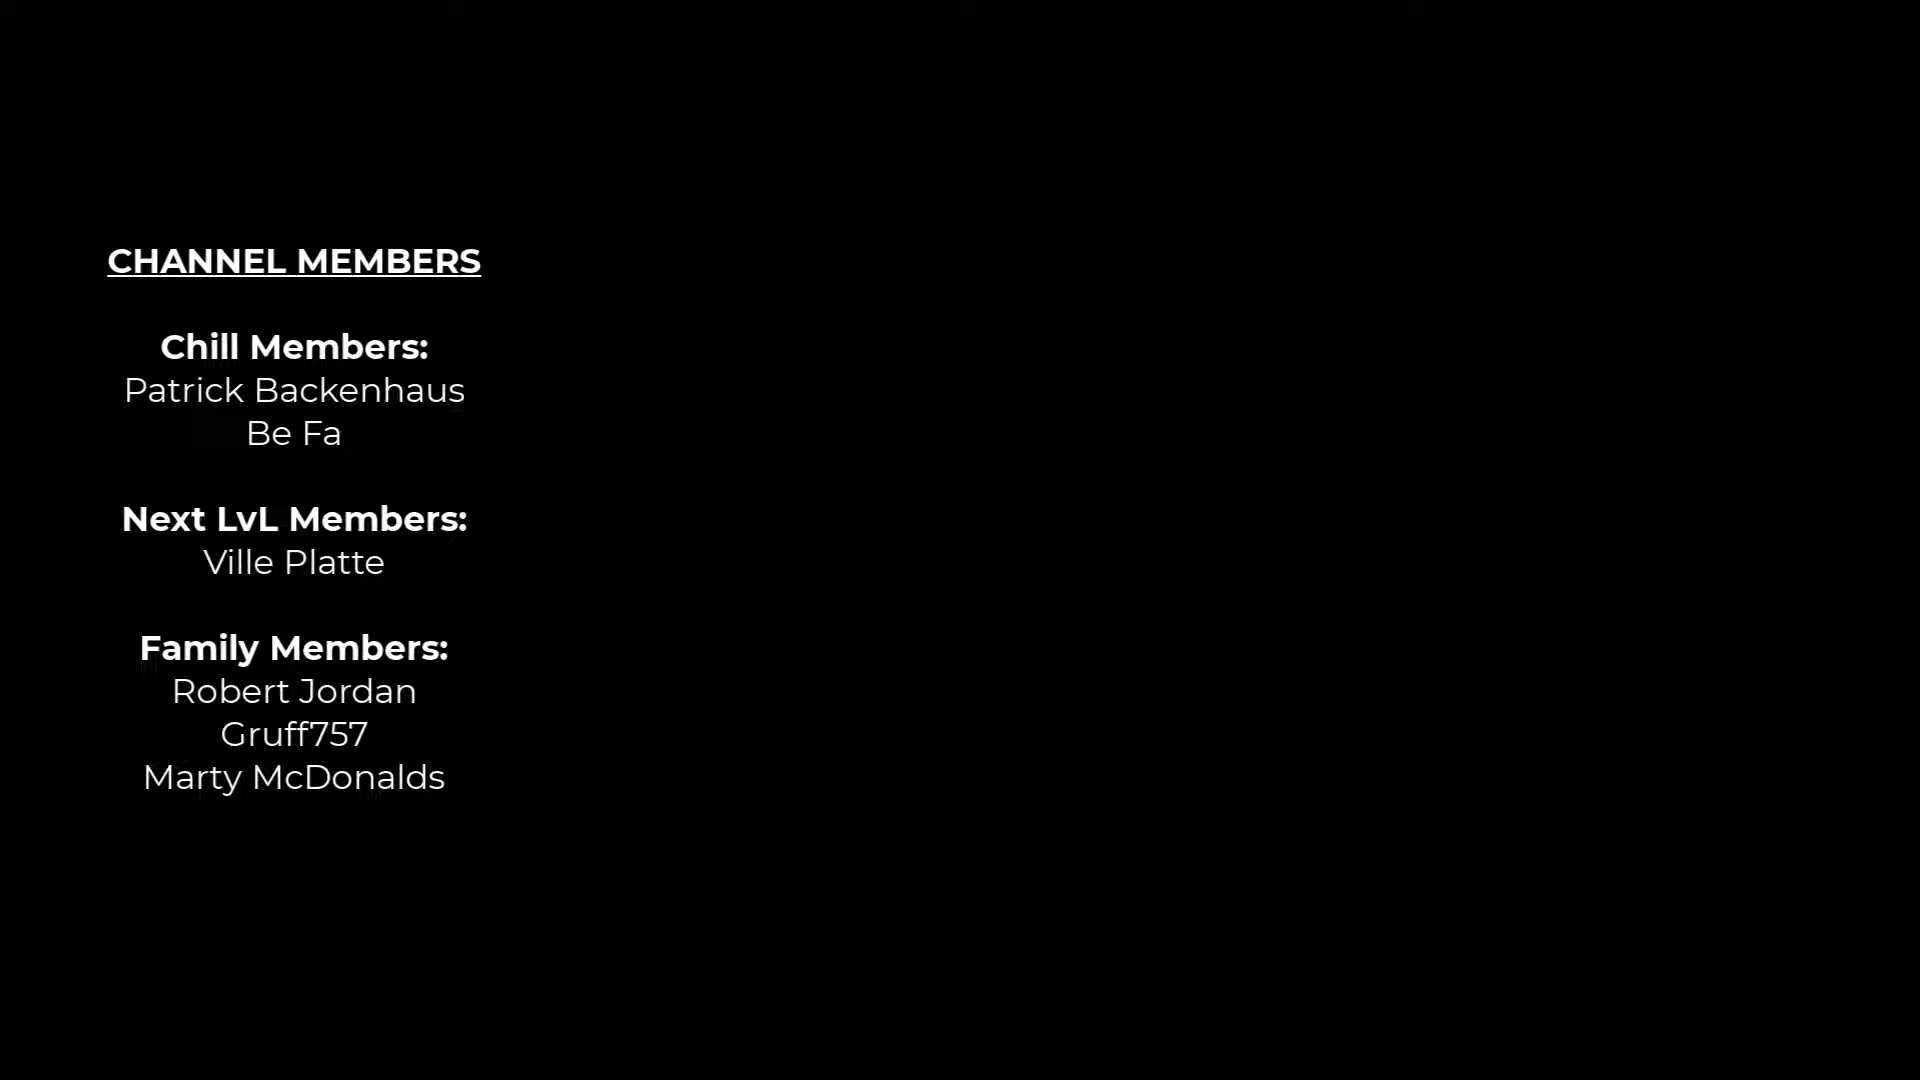 CHANNEL MEMBERS
Chill Members:
Patrick Backenhaus
Be Fa
Next LvL Members:
Ville Platte
Family Members:
Robert Jordan
Gruff757
Marty McDonalds